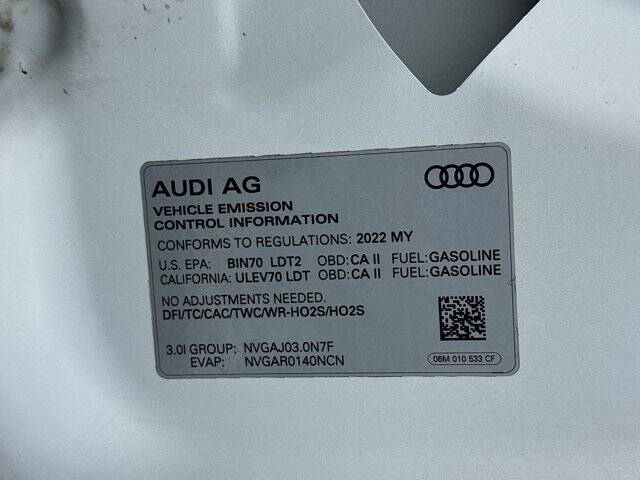 AUDI AG
VEHICLE EMISSION
CONTROL INFORMATION
CONFORMS TO REGULATIONS: 2022 MY
U.S. EPA: BIN70 LDT2 OBD:CA II FUEL:GASOLINE
CALIFORNIA: ULEV70 LDT OBD:CA II FUEL:GASOLINE
NO ADJUSTMENTS NEEDED.
DFI/TC/CAC/TWC/WR-HO2S/HO2S
3.0l GROUP: NVGAJ03.0N7F
EVAP: NVGAR0140NCN
06M 010 533 CF